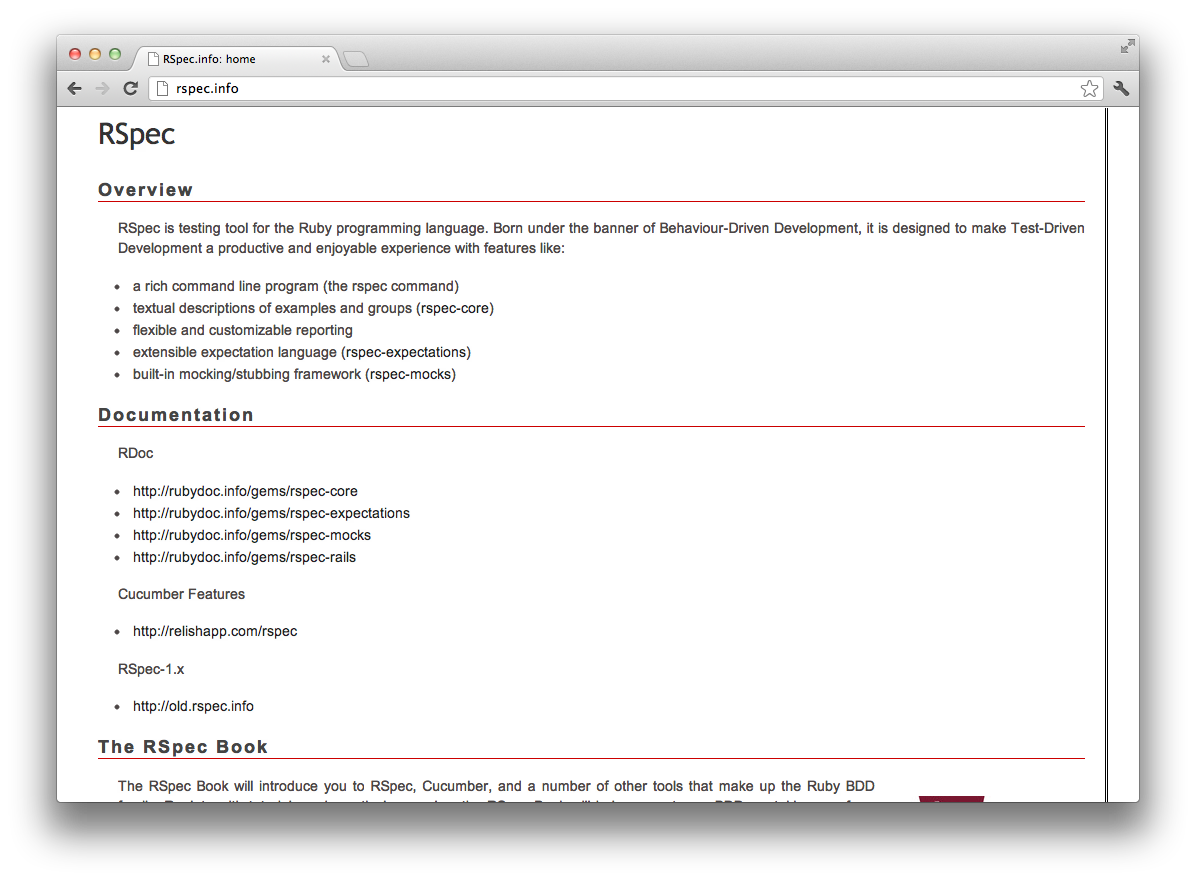 RSpec.info: home
rspec.info
RSpec
Overview
RSpec is testing tool for the Ruby programming language. Born under the banner of Behaviour-Driven Development, it is designed to make Test-Driven
Development a productive and enjoyable experience with features like:
a rich command line program (the rspec command)
textual descriptions of examples and groups (rspec-core)
flexible and customizable reporting
extensible expectation language (rspec-expectations)
built-in mocking/stubbing framework (rspec-mocks)
Documentation
RDoc
http://rubydoc.info/gems/rspec-core
http://rubydoc.info/gems/rspec-expectations
http://rubydoc.info/gems/rspec-mocks
http://rubydoc.info/gems/rspec-rails
Cucumber Features
http://relishapp.com/rspec
RSpec-1.x
http://old.rspec.info
The RSpec Book
The RSpec Book will introduce you to RSpec, Cucumber, and a number of other tools that make up the Ruby BDD